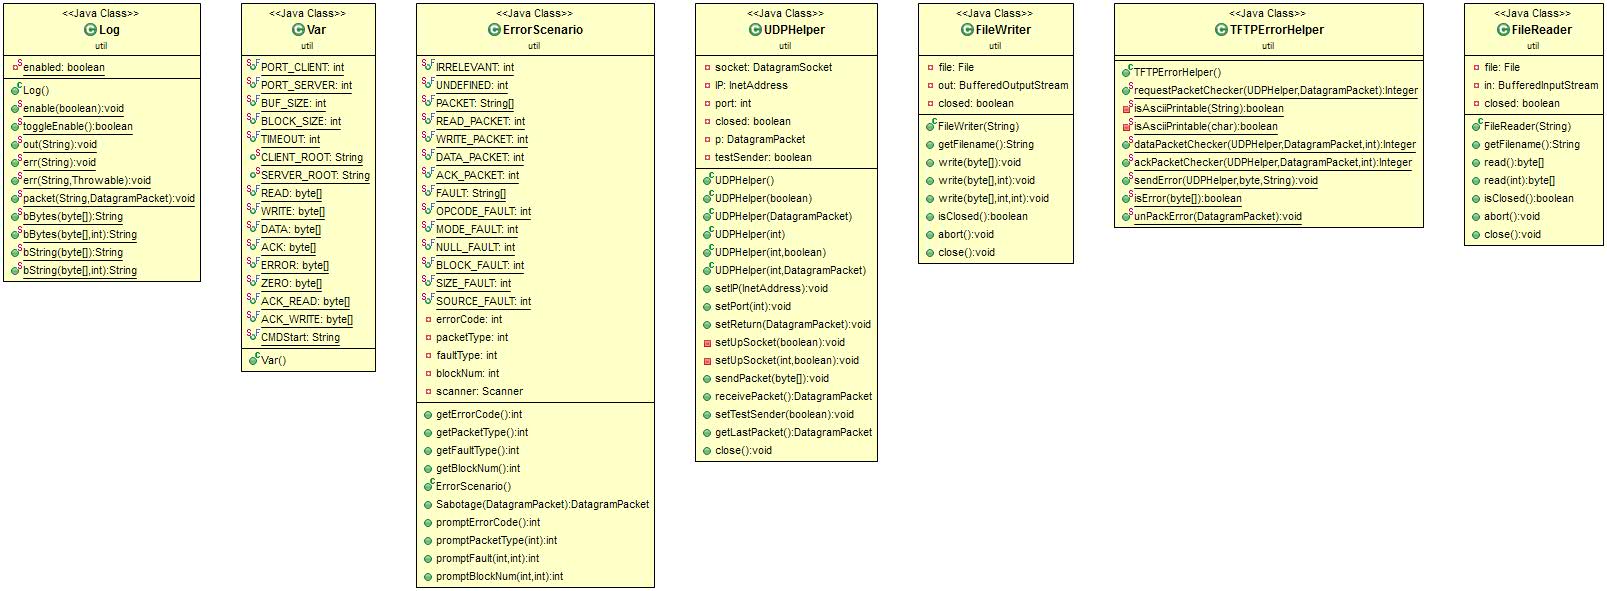 <<Java Class>>
Log
util
enabled: boolean
Log()
enable(boolean):void
toggleEnable():boolean
out(String):void
err(String):void
err(String,Throwable):void
packet(String,DatagramPacket):void
bBytes(byte[]):String
bBytes(byte[],int):String
bString(byte[]):String
bString(byte[],int):String
<<Java Class>>
Var
util
PORT_CLIENT: int
PORT_SERVER: int
BUF_SIZE: int
BLOCK_SIZE: int
TIMEOUT: int
CLIENT_ROOT: String
SERVER_ROOT: String
READ: byte[]
WRITE: byte[]
DATA: byte[]
ACK: byte[]
ERROR: byte[]
ZERO: byte[]
ACK_READ: byte[]
ACK_WRITE: byte[]
CMDStart: String
Var()
<<Java Class>>
ErrorScenario
util
IRRELEVANT: int
UNDEFINED: int
PACKET: String[]
READ_PACKET: int
WRITE_PACKET: int
DATA_PACKET: int
ACK_PACKET: int
FAULT: String[]
OPCODE_FAULT: int
MODE_FAULT: int
NULL_FAULT: int
BLOCK_FAULT: int
SIZE_FAULT: int
SOURCE_FAULT: int
errorCode: int
packetType: int
faultType: int
blockNum: int
scanner: Scanner
getErrorCode():int
getPacketType():int
getFaultType():int
getBlockNum():int
ErrorScenario()
Sabotage(DatagramPacket):DatagramPacket
promptErrorCode():int
promptPacketType(int):int
promptFault(int,int):int
promptBlockNum(int,int):int
<<Java Class>>
UDPHelper
util
socket: DatagramSocket
IP: InetAddress
port: int
closed: boolean
p: DatagramPacket
testSender: boolean
UDPHelper()
UDPHelper(boolean)
UDPHelper(DatagramPacket)
UDPHelper(int)
UDPHelper(int,boolean)
UDPHelper(int,DatagramPacket)
setIP(InetAddress):void
setPort(int):void
setReturn(DatagramPacket):void
setUpSocket(boolean):void
setUpSocket(int,boolean):void
sendPacket(byte[]):void
receivePacket():DatagramPacket
setTestSender(boolean):void
getLastPacket():DatagramPacket
close():void
<<Java Class>>
FileWriter
util
file: File
out: BufferedOutputStream
closed: boolean
FileWriter(String)
getFilename():String
write(byte[]):void
write(byte[],int):void
write(byte[],int,int):void
isClosed():boolean
abort():void
close():void
<<Java Class>>
TFTPErrorHelper
util
TFTPErrorHelper()
requestPacketChecker(UDPHelper,DatagramPacket):Integer
isAsciiPrintable(String):boolean
isAsciiPrintable(char):boolean
dataPacketChecker(UDPHelper,DatagramPacket,int):Integer
ackPacketChecker(UDPHelper,DatagramPacket,int):Integer
sendError(UDPHelper,byte,String):void
isError(byte[]):boolean
unPackError(DatagramPacket):void
<<Java Class>>
FileReader
util
file: File
in: BufferedInputStream
closed: boolean
FileReader(String)
getFilename():String
read():byte[]
read(int):byte[]
isClosed():boolean
abort():void
close():void